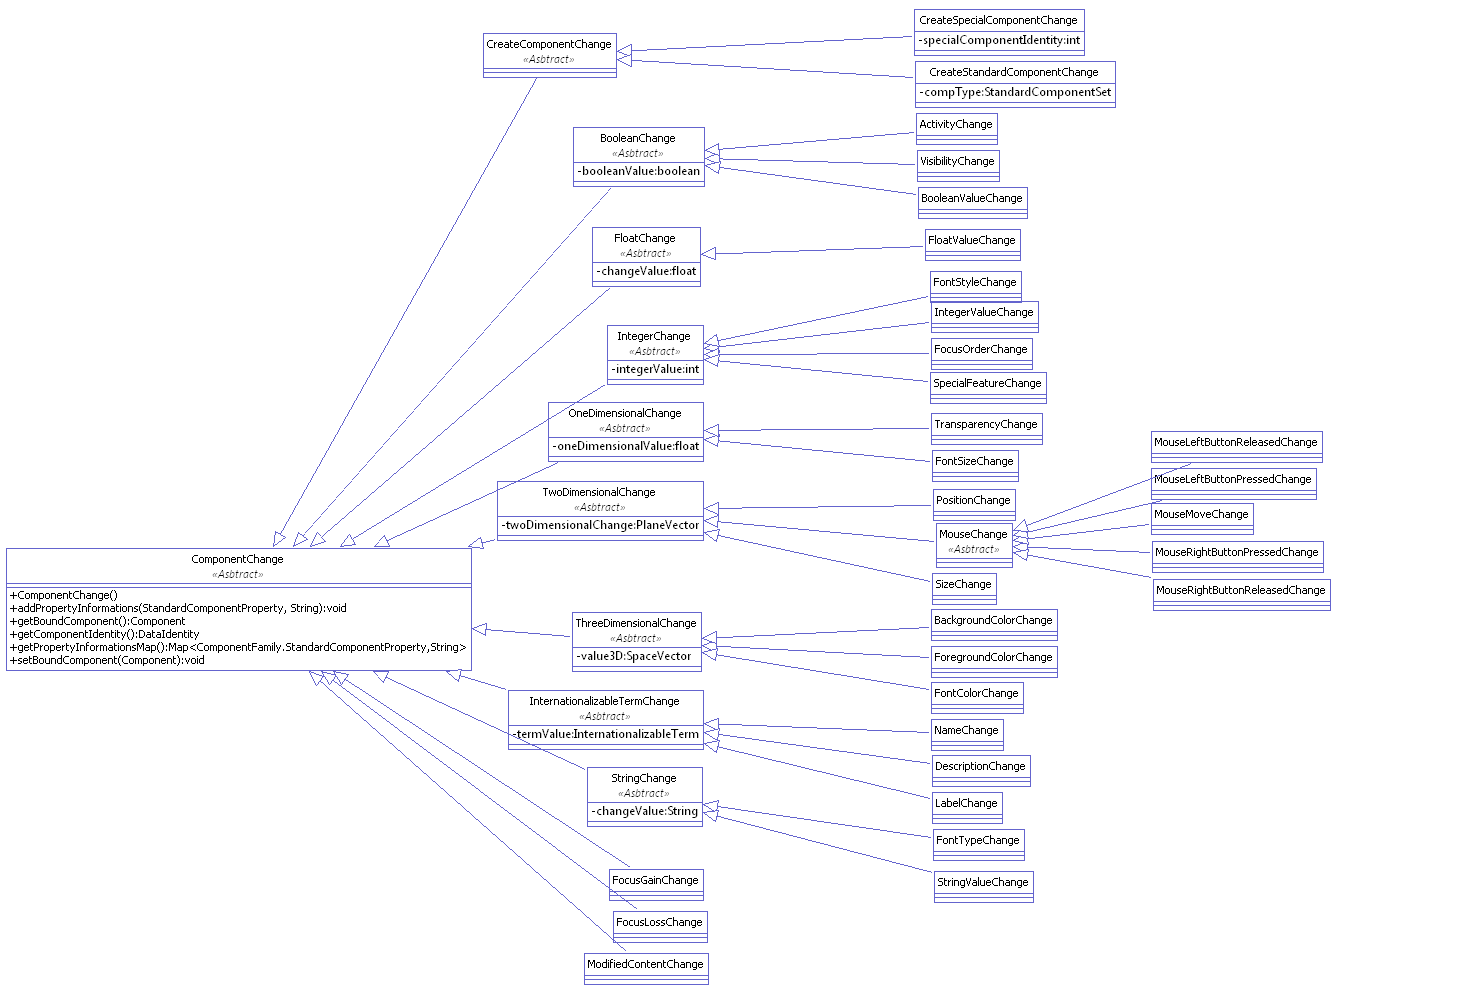 CreateComponentChange
«Asbtract»
CreateSpecialComponentChange
-specialComponentIdentity:int
CreateStandardComponentChange
-compType:StandardComponentSet
BooleanChange
«Asbtract»
-booleanValue:boolean
ActivityChange
VisibilityChange
BooleanValueChange
FloatChange
«Asbtract»
-changeValue:float
FloatValueChange
IntegerChange
«Asbtract»
-integerValue:int
FontStyleChange
IntegerValueChange
FocusOrderChange
SpecialFeatureChange
OneDimensionalChange
«Asbtract»
-oneDimensionalValue:float
TransparencyChange
FontSizeChange
TwoDimensionalChange
«Asbtract»
-twoDimensionalChange:PlaneVector
PositionChange
MouseChange
«Asbtract»
SizeChange
MouseLeftButtonReleasedChange
MouseLeftButtonPressedChange
MouseMoveChange
MouseRightButtonPressedChange
MouseRightButtonReleasedChange
ComponentChange
«Asbtract»
+ComponentChange()
+addPropertyInformations(StandardComponentProperty, String):void
+getBoundComponent():Component
+getComponentIdentity():DataIdentity
+getPropertyInformationsMap():Map<ComponentFamily.StandardComponentProperty,String>
+setBoundComponent(Component):void
ThreeDimensionalChange
«Asbtract»
-value3D:SpaceVector
BackgroundColorChange
ForegroundColorChange
FontColorChange
InternationalizableTermChange
«Asbtract»
-termValue:InternationalizableTerm
NameChange
DescriptionChange
LabelChange
StringChange
«Asbtract»
-changeValue:String
FontTypeChange
StringValueChange
FocusGainChange
FocusLossChange
ModifiedContentChange